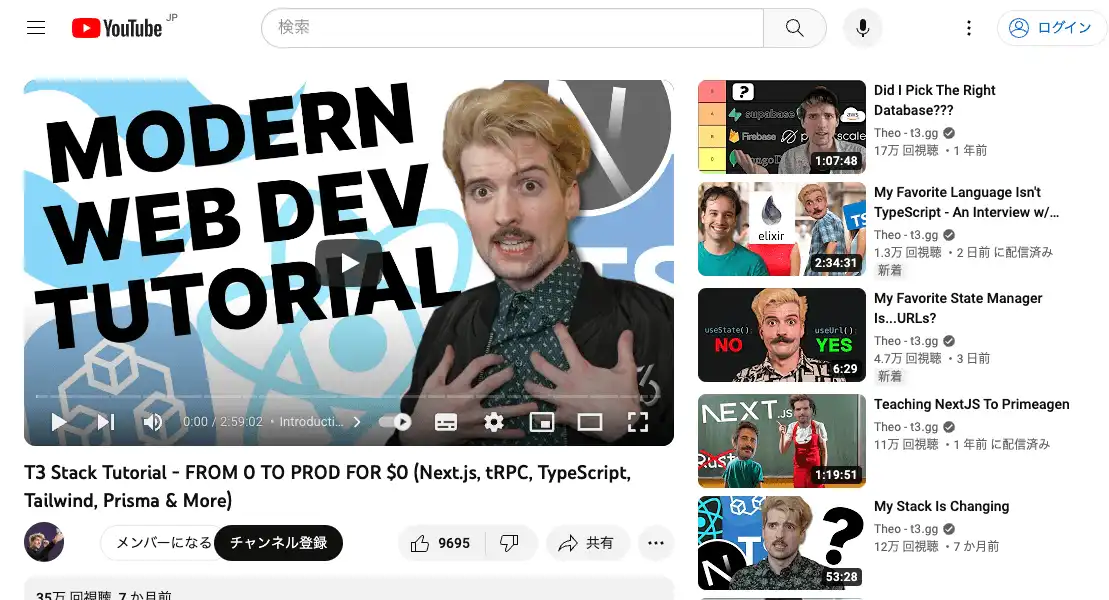 YouTube JP
検索
ログイン
MODERN
WEB DEV
TUTORIAL
0:00 / 2:59:02 • Introducti...
T3 Stack Tutorial - FROM 0 TO PROD FOR $0 (Next.js, tRPC, TypeScript,
Tailwind, Prisma & More)
メンバーになる
チャンネル登録
9695
共有
35万 回視聴 7 か月前
?
supabase
aws
Firebase
1:07:48
Did I Pick The Right
Database???
Theo - t3.gg
17万 回視聴 ・1 年前
elixir
TS
2:34:31
My Favorite Language Isn't
TypeScript - An Interview w/...
Theo - t3.gg
1.3万 回視聴 ・2 日前 に配信済み
新着
useState();
NO
useUrl();
YES
6:29
My Favorite State Manager
Is...URLs?
Theo - t3.gg
4.7万 回視聴 ・3 日前
新着
NEXT.JS
Rust
1:19:51
Teaching NextJS To Primeagen
Theo - t3.gg
11万 回視聴 ・1 年前 に配信済み
?
53:28
My Stack Is Changing
Theo - t3.gg
12万 回視聴 ・7 か月前